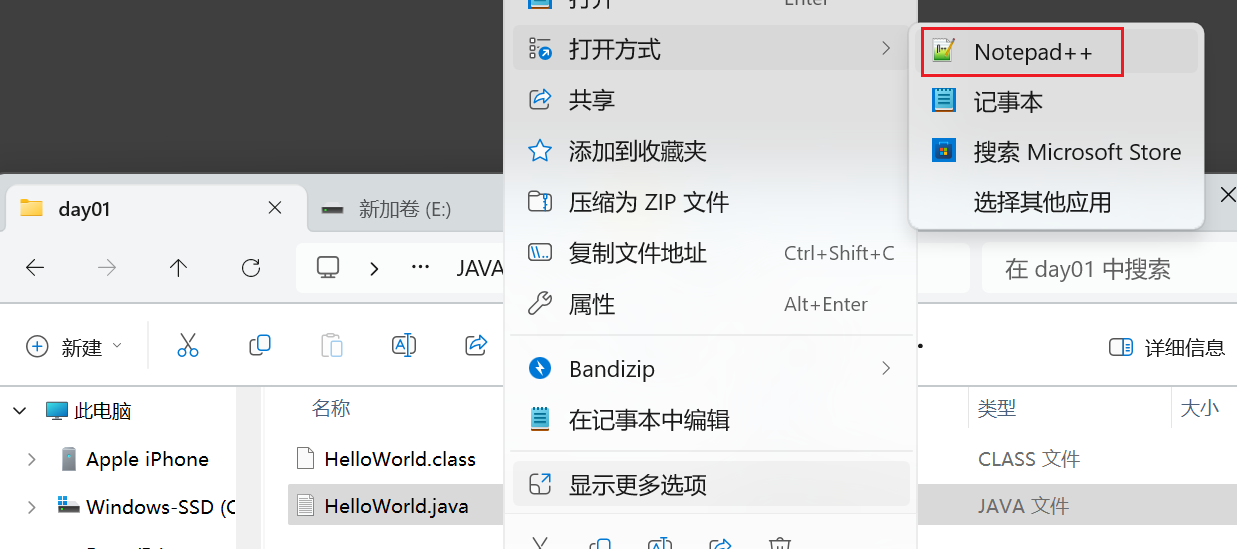 打开 Enter
打开方式
共享
添加到收藏夹
压缩为 ZIP 文件
复制文件地址 Ctrl+Shift+C
属性 Alt+Enter
Bandizip
在记事本中编辑
显示更多选项
Notepad++
记事本
搜索 Microsoft Store
选择其他应用
day01
新加卷 (E:)
JAVA
在 day01 中搜索
新建
详细信息
此电脑
Apple iPhone
Windows-SSD (C
名称 类型 大小
HelloWorld.class CLASS 文件
HelloWorld.java JAVA 文件